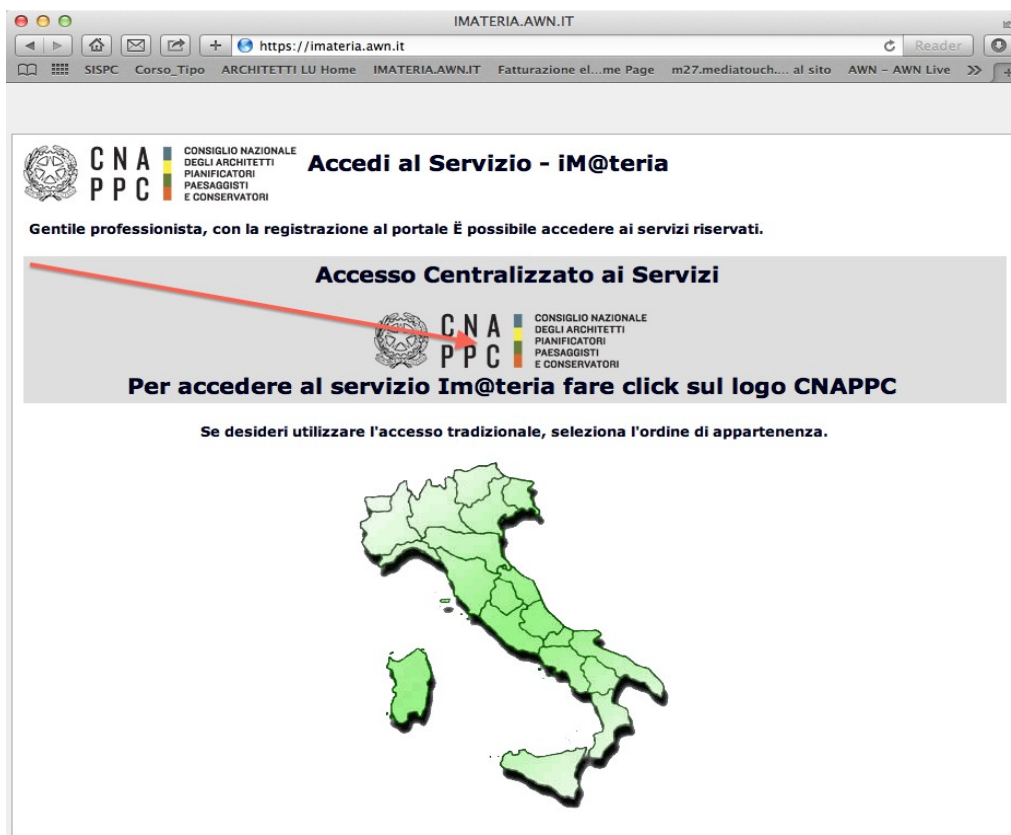 IMATERIA.AWN.IT
https://imateria.awn.it
Reader
SISPC Corso_Tipo ARCHITETTI LU Home IMATERIA.AWN.IT Fatturazione el...me Page m27.mediatouch.... al sito AWN – AWN Live
CNA
PPC
CONSIGLIO NAZIONALE
DEGLI ARCHITETTI
PIANIFICATORI
PAESAGGISTI
E CONSERVATORI
Accedi al Servizio - iM@teria
Gentile professionista, con la registrazione al portale Ë possibile accedere ai servizi riservati.
Accesso Centralizzato ai Servizi
CNA
PPC
CONSIGLIO NAZIONALE
DEGLI ARCHITETTI
PIANIFICATORI
PAESAGGISTI
E CONSERVATORI
Per accedere al servizio Im@teria fare click sul logo CNAPPC
Se desideri utilizzare l'accesso tradizionale, seleziona l'ordine di appartenenza.